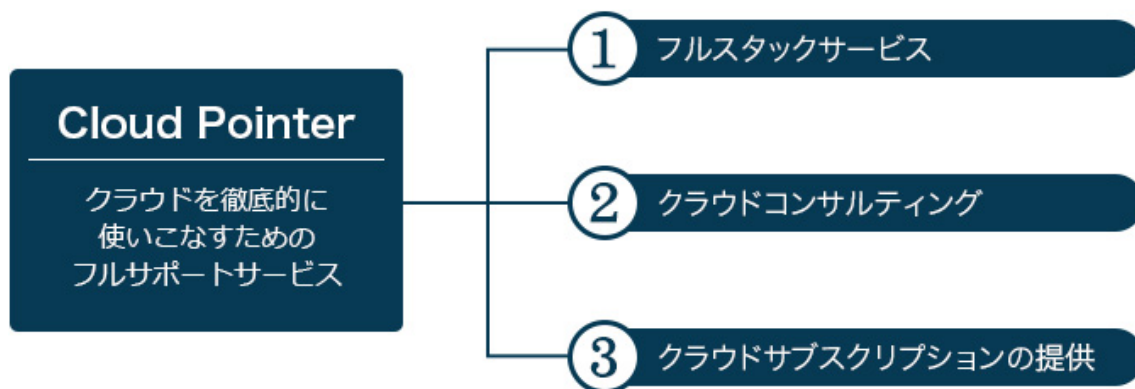 Cloud Pointer
クラウドを徹底的に
使いこなすための
フルサポートサービス
1 フルスタックサービス
2 クラウドコンサルティング
3 クラウドサブスクリプションの提供